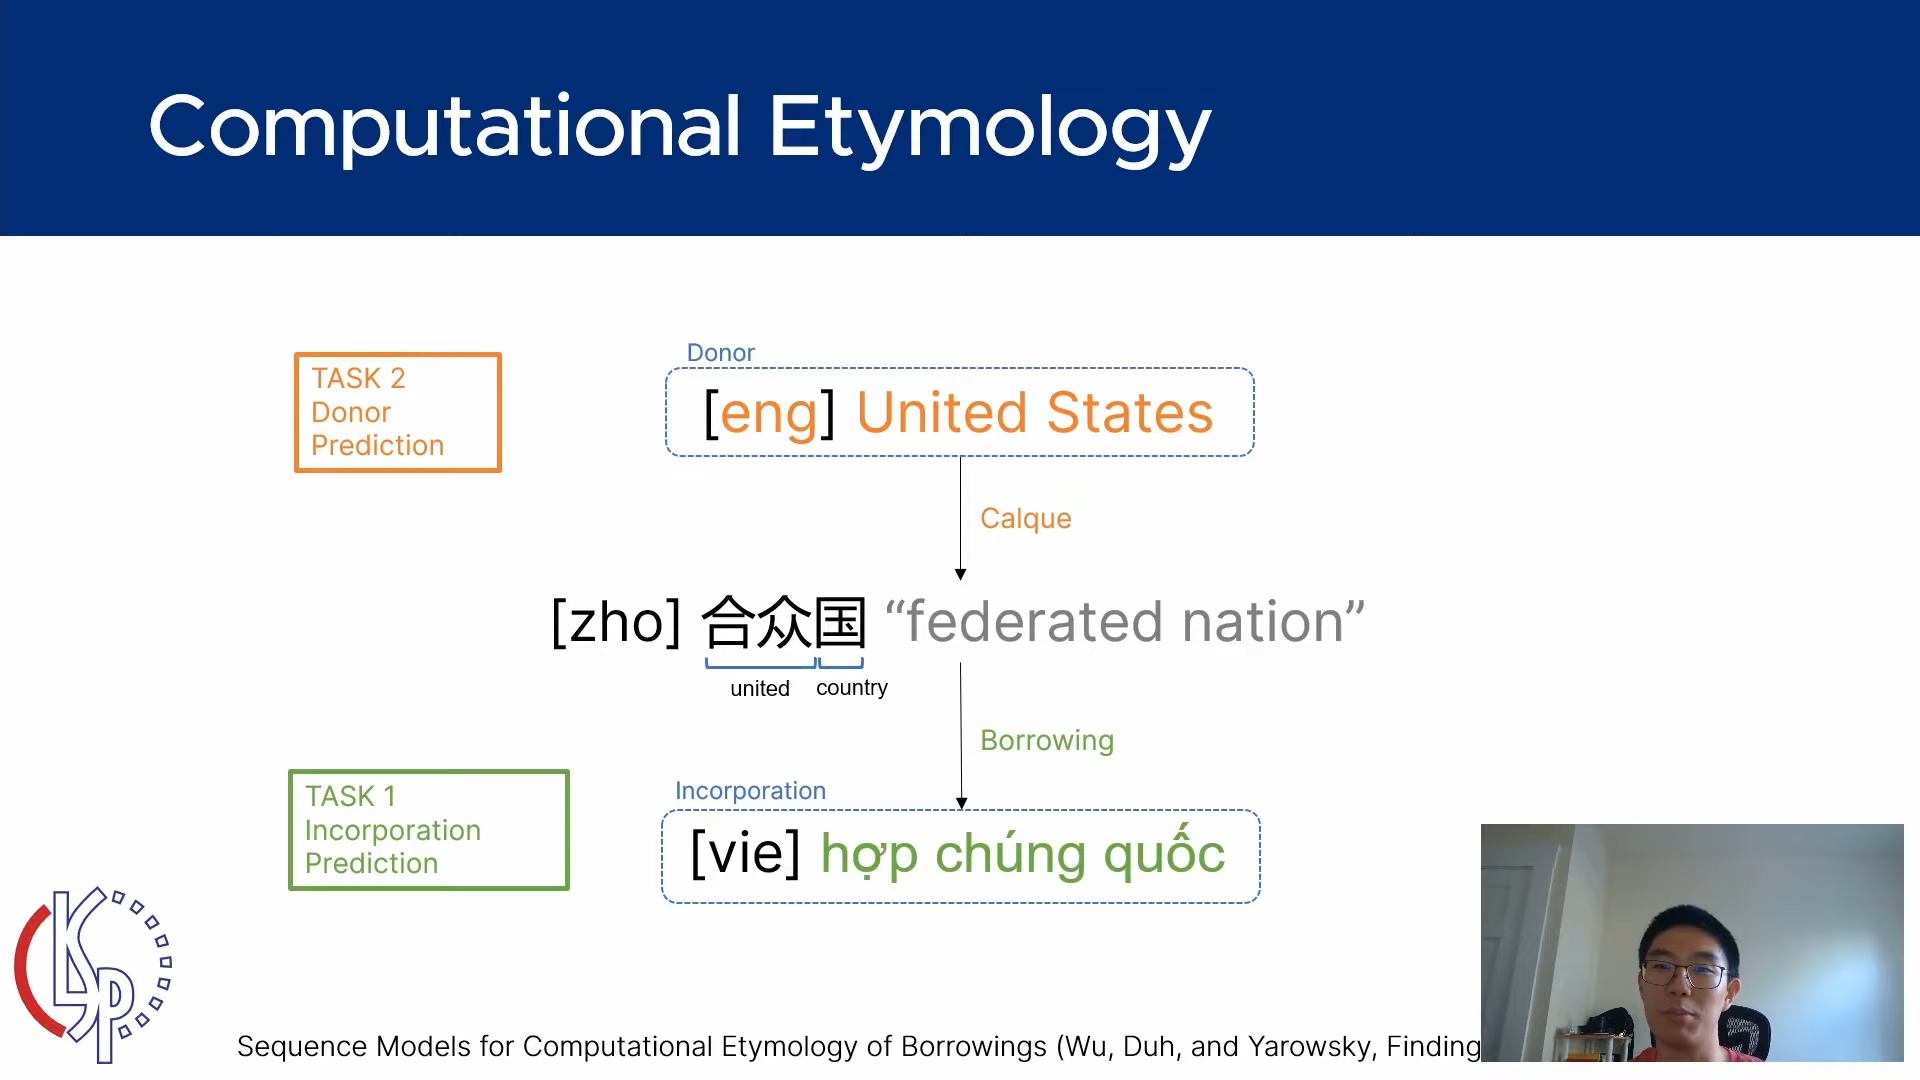 Computational Etymology
TASK 2
Donor
Prediction
Donor
[eng] United States
Calque
[zho] 合众国 “federated nation”
united country
Borrowing
TASK 1
Incorporation
Prediction
Incorporation
[vie] hợp chúng quốc
Sequence Models for Computational Etymology of Borrowings (Wu, Duh, and Yarowsky, Finding